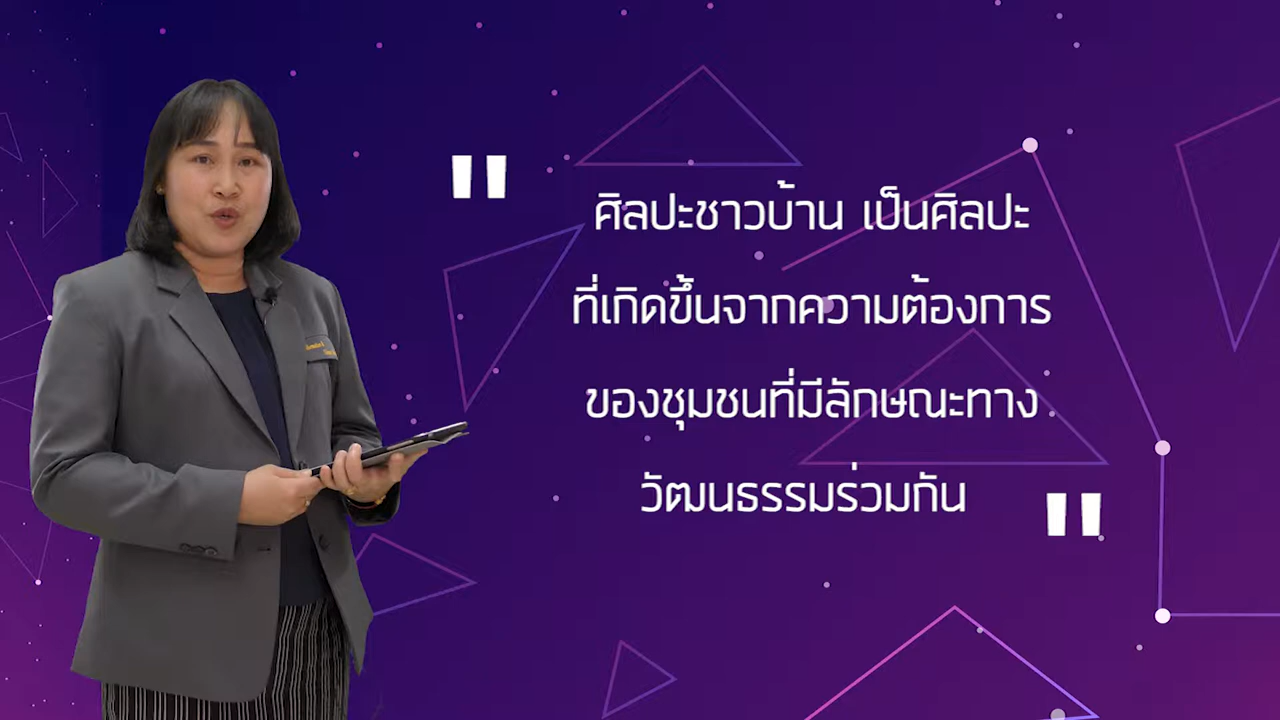 "
ศิลปะชาวบ้าน เป็นศิลปะ
ที่เกิดขึ้นจากความต้องการ
ของชุมชนที่มีลักษณะทาง
วัฒนธรรมร่วมกัน "